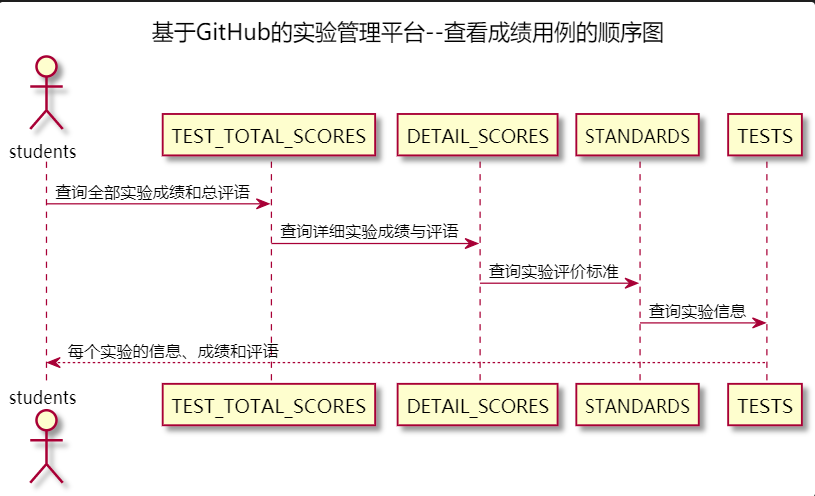 基于GitHub的实验管理平台--查看成绩用例的顺序图
students
TEST_TOTAL_SCORES
DETAIL_SCORES
STANDARDS
TESTS
查询全部实验成绩和总评语
查询详细实验成绩与评语
查询实验评价标准
查询实验信息
每个实验的信息、成绩和评语
students
TEST_TOTAL_SCORES
DETAIL_SCORES
STANDARDS
TESTS